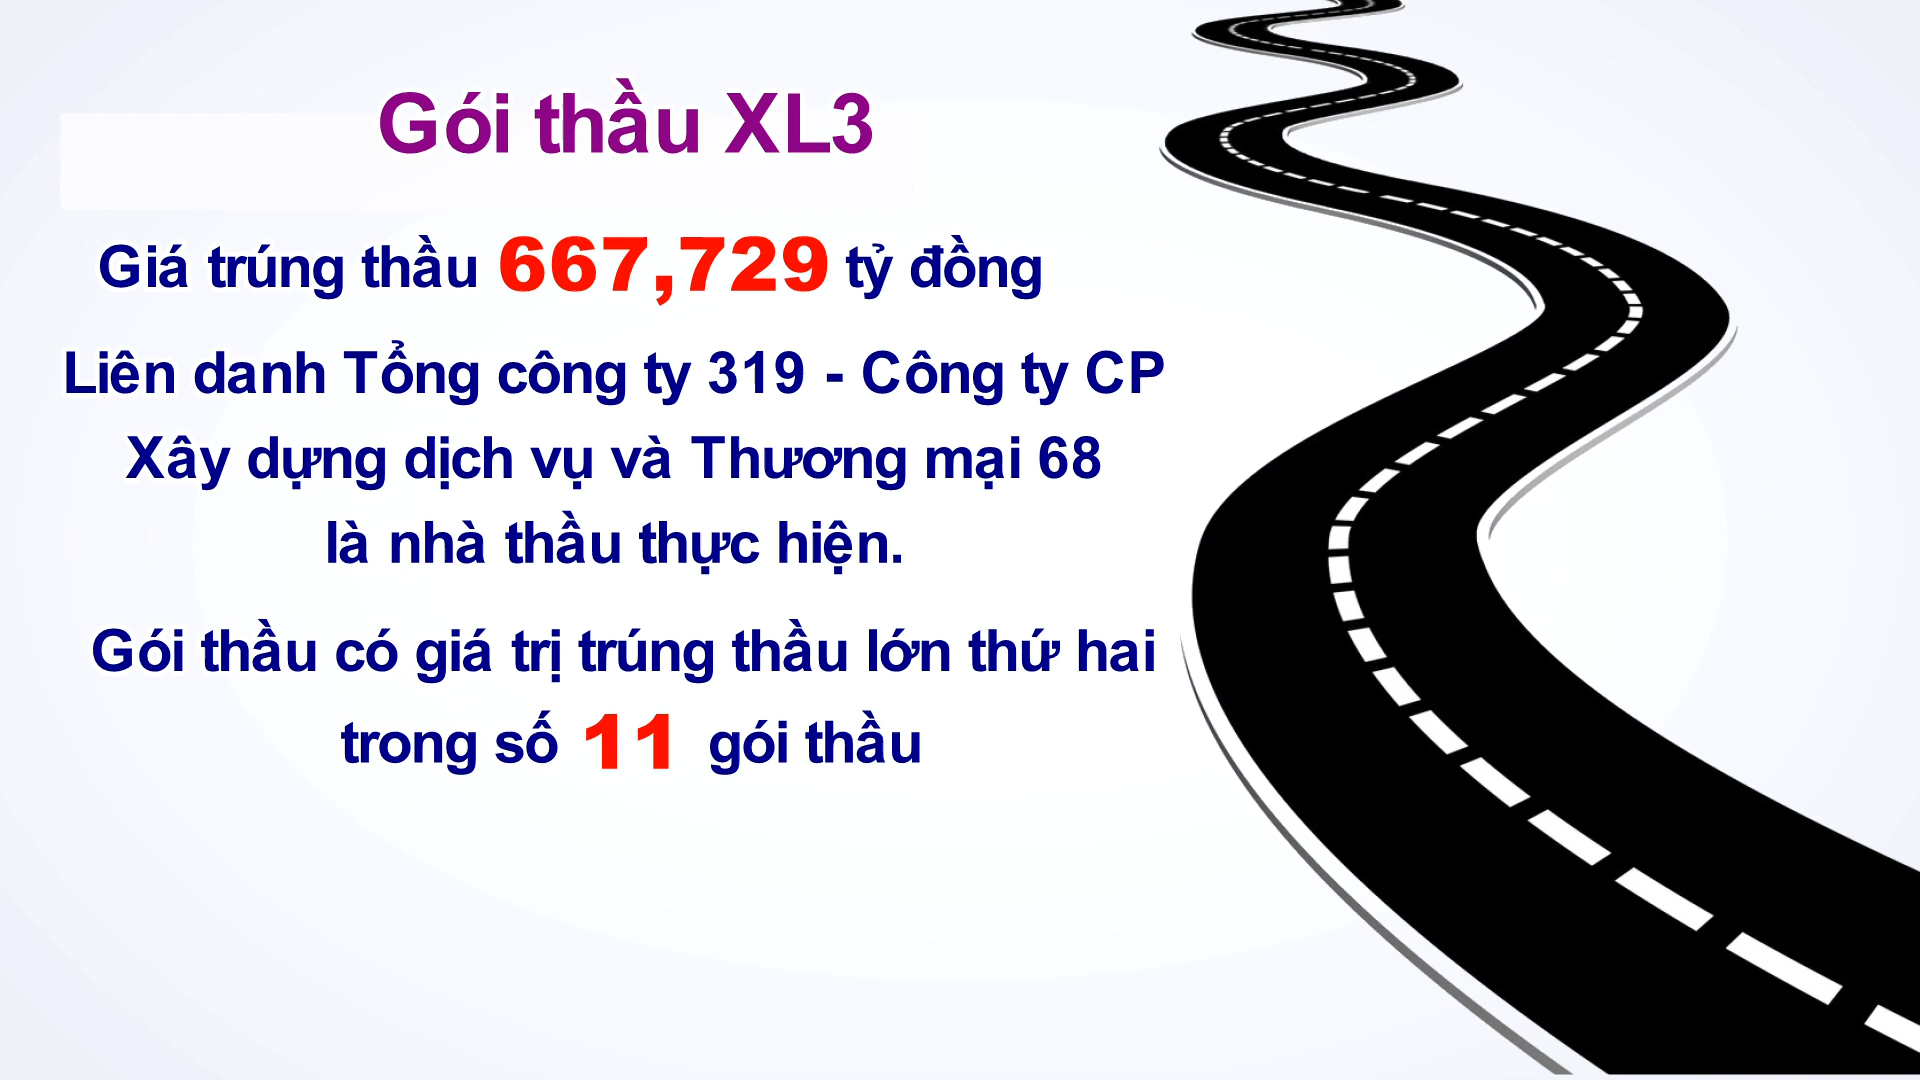 Gói thầu XL3
Giá trúng thầu 667,729 tỷ đồng
Liên danh Tổng công ty 319 - Công ty CP
Xây dựng dịch vụ và Thương mại 68
là nhà thầu thực hiện.
Gói thầu có giá trị trúng thầu lớn thứ hai
trong số 11 gói thầu